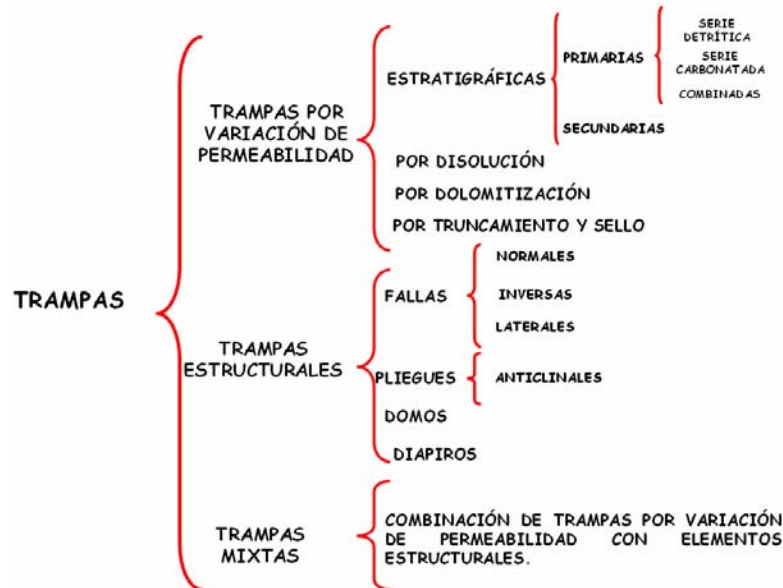 TRAMPAS
TRAMPAS POR
VARIACIÓN DE
PERMEABILIDAD
ESTRATIGRÁFICAS
PRIMARIAS
SERIE
DETRÍTICA
SERIE
CARBONATADA
COMBINADAS
SECUNDARIAS
POR DISOLUCIÓN
POR DOLOMITIZACIÓN
POR TRUNCAMIENTO Y SELLO
TRAMPAS
ESTRUCTURALES
FALLAS
NORMALES
INVERSAS
LATERALES
PLIEGUES
ANTICLINALES
DOMOS
DIAPIROS
TRAMPAS
MIXTAS
COMBINACIÓN DE TRAMPAS POR VARIACIÓN
DE PERMEABILIDAD CON ELEMENTOS
ESTRUCTURALES.